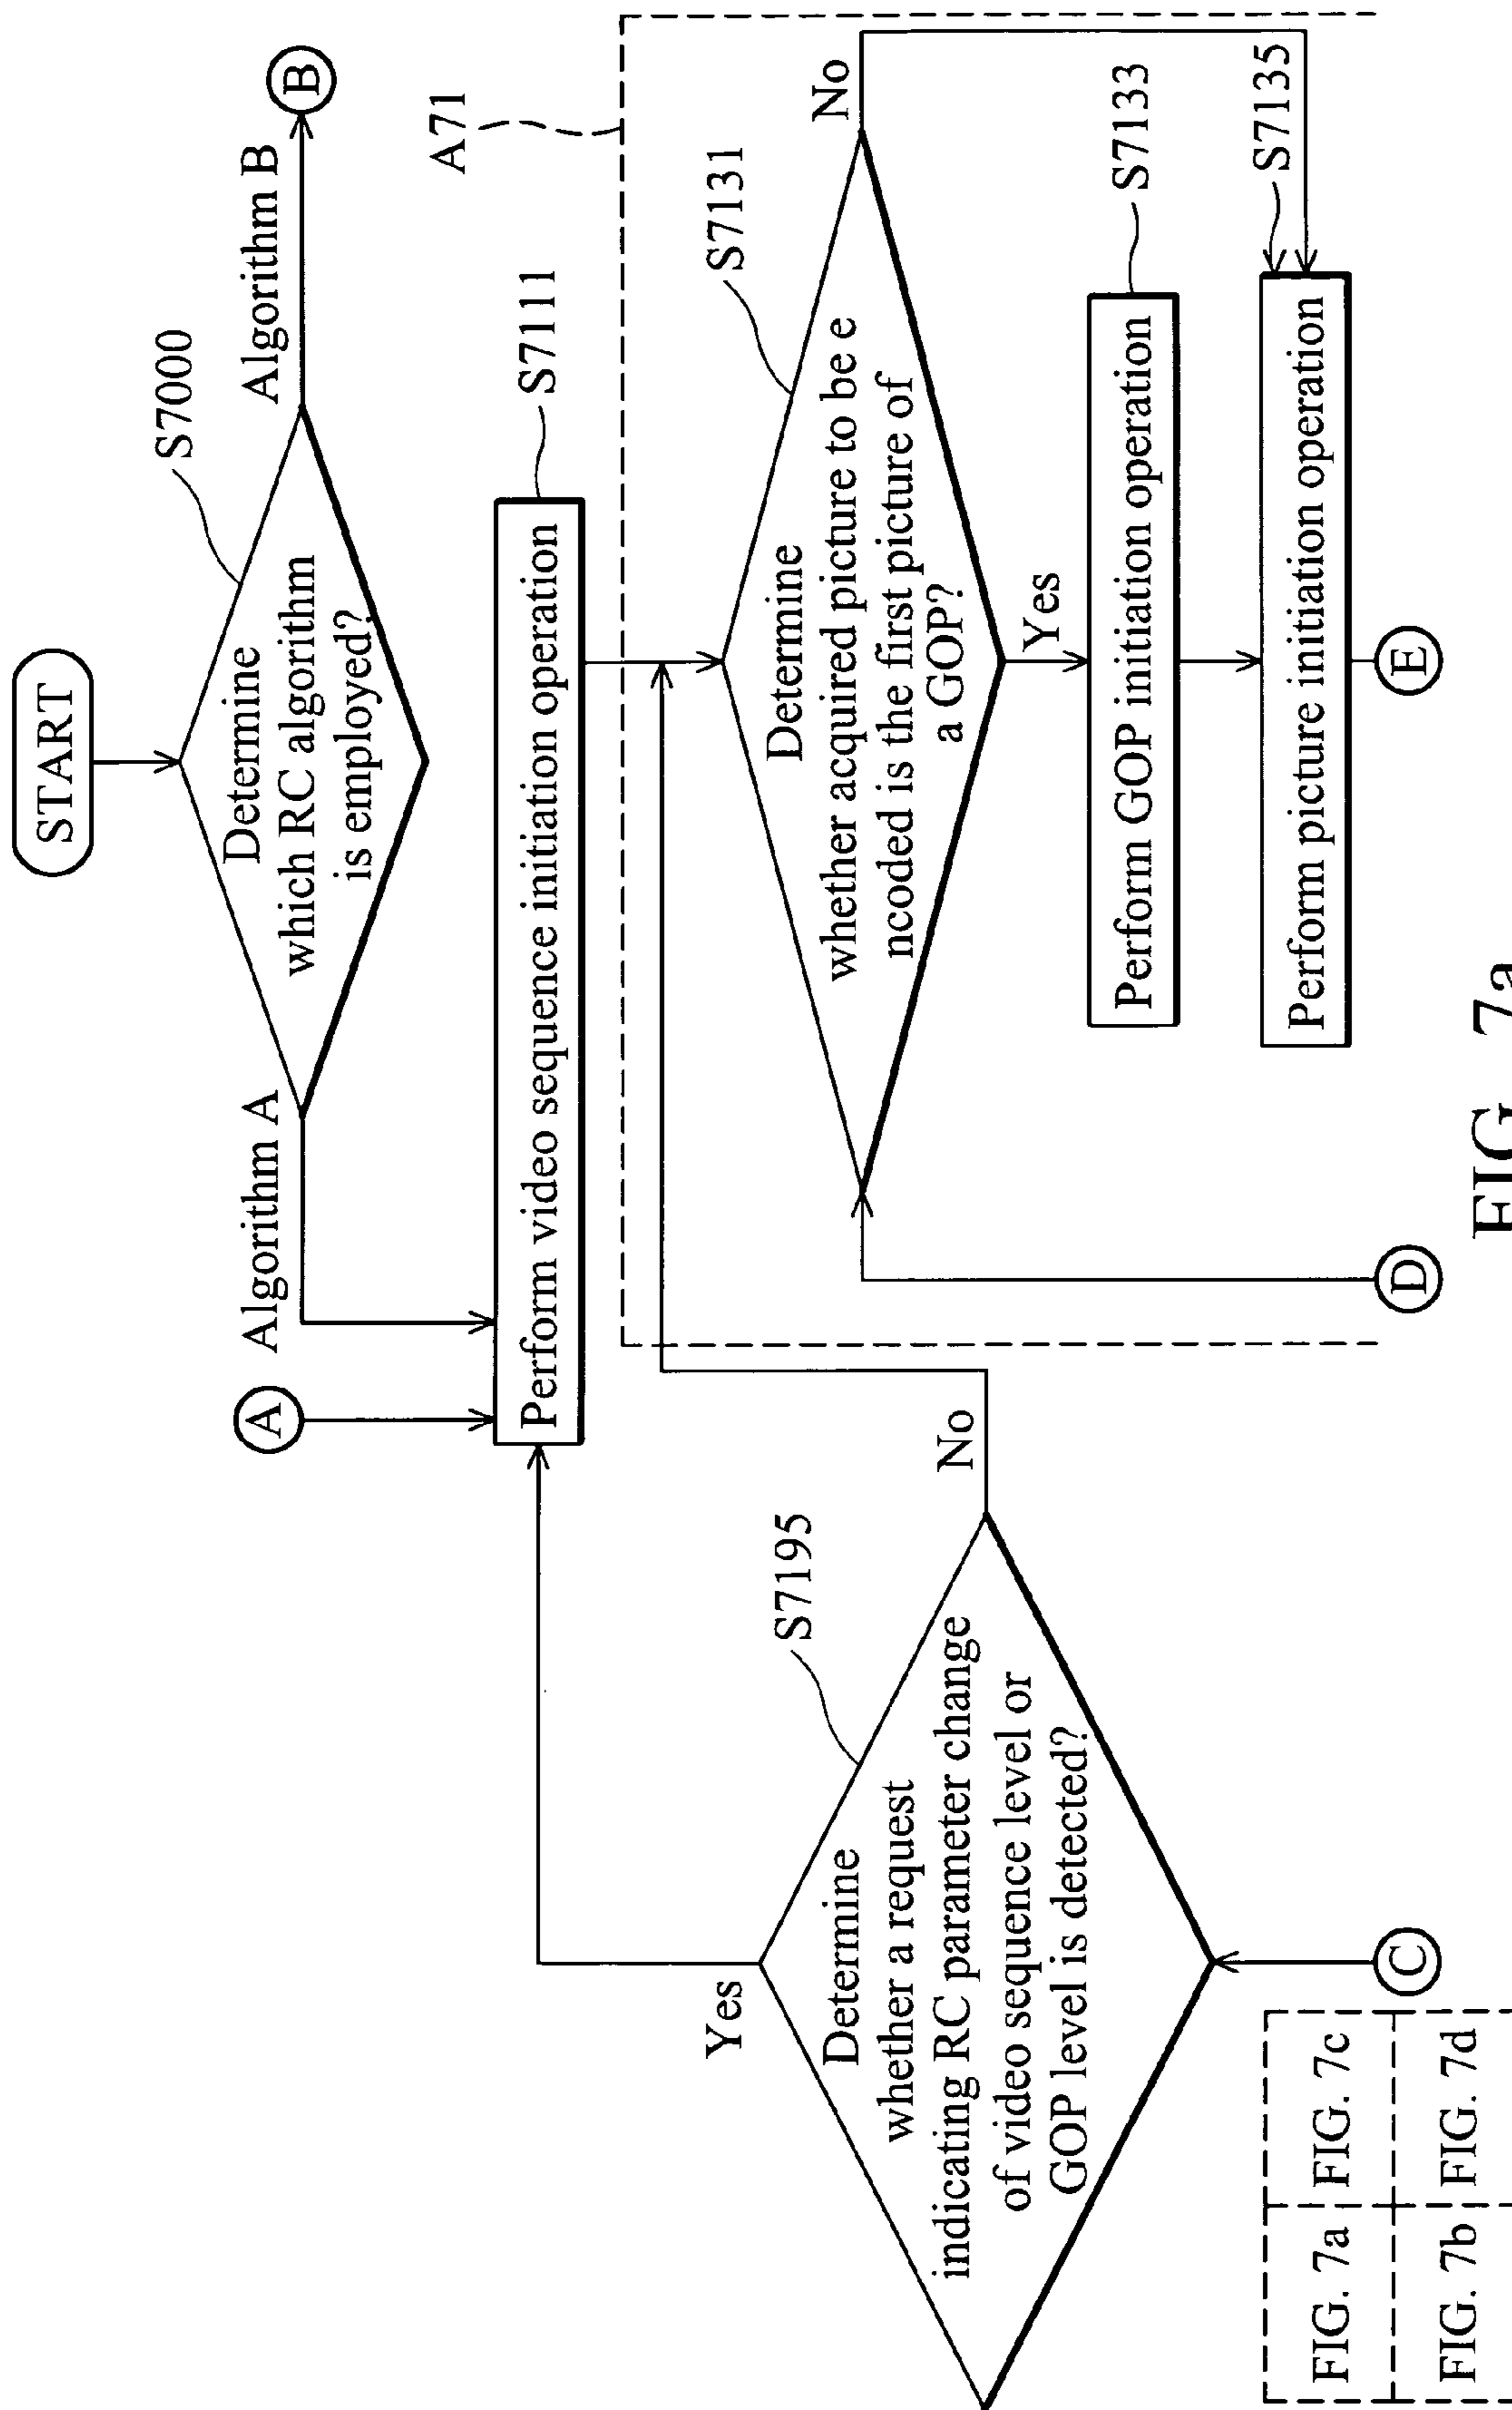 START
Determine
which RC algorithm
is employed?
S7000
Algorithm A
Algorithm B
A
B
Perform video sequence initiation operation
S7111
A71
Determine
whether acquired picture to be e
ncoded is the first picture of
a GOP?
S7131
No
Yes
Perform GOP initiation operation
S7133
Perform picture initiation operation
S7135
E
D
Determine
whether a request
indicating RC parameter change
of video sequence level or
GOP level is detected?
S7195
Yes
No
C
FIG. 7a
FIG. 7c
FIG. 7b
FIG. 7d
FIG. 7a